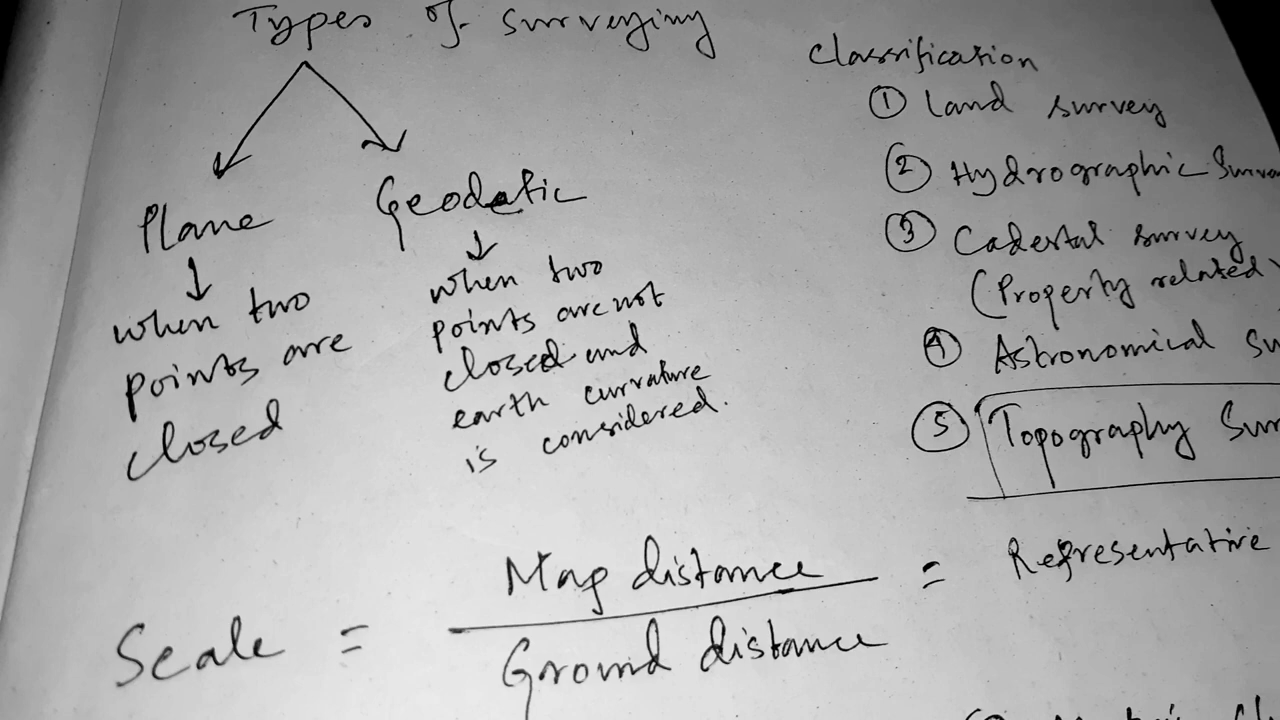 Types of surveying
Plane
when two
points are
closed
Geodetic
when two
points are not
closed and
earth curvature
is considered.
Classification
① Land survey
② Hydrographic
③ Cadestal survey
(Property related
④ Astronomical
⑤ Topography
Scale = Map distance = Representative
Ground distance